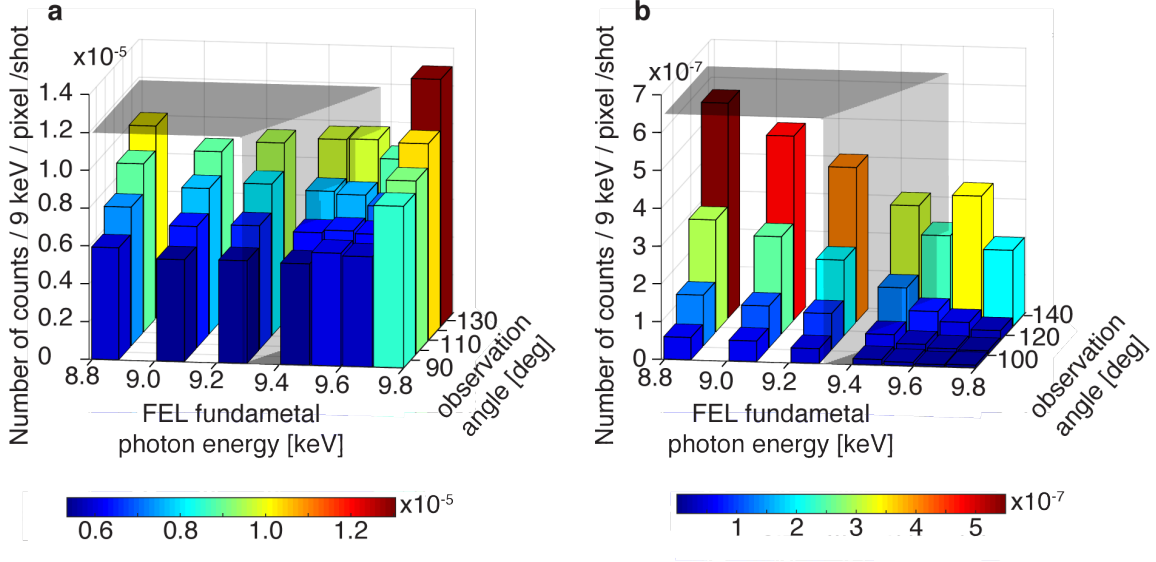 a
Number of counts / 9 keV / pixel /shot
x10-5
1.4
1.2
1.0
0.8
0.6
0.4
0.2
0
8.8
9.0
9.2
9.4
9.6
9.8
90
110
130
FEL fundametal
photon energy [keV]
observation
angle [deg]
0.6
0.8
1.0
1.2
x10-5
b
Number of counts / 9 keV / pixel /shot
x10-7
7
6
5
4
3
2
1
0
8.8
9.0
9.2
9.4
9.6
9.8
100
120
140
FEL fundametal
photon energy [keV]
observation
angle [deg]
1
2
3
4
5
x10-7